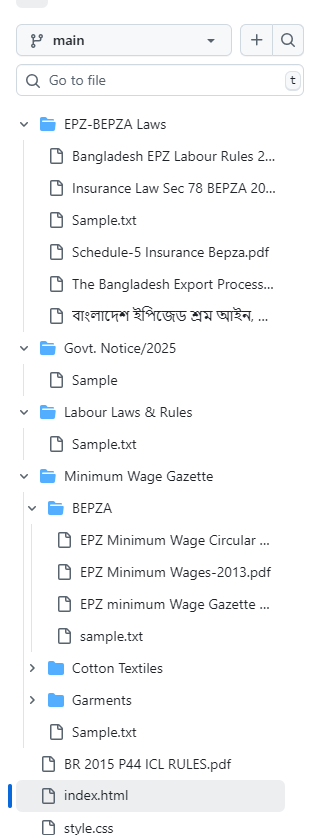 main
Go to file
t
EPZ-BEPZA Laws
Bangladesh EPZ Labour Rules 2...
Insurance Law Sec 78 BEPZA 20...
Sample.txt
Schedule-5 Insurance Bepza.pdf
The Bangladesh Export Process...
বাংলাদেশ ইপিজেড শ্রম আইন, ...
Govt. Notice/2025
Sample
Labour Laws & Rules
Sample.txt
Minimum Wage Gazette
BEPZA
EPZ Minimum Wage Circular ...
EPZ Minimum Wages-2013.pdf
EPZ minimum Wage Gazette ...
sample.txt
Cotton Textiles
Garments
Sample.txt
BR 2015 P44 ICL RULES.pdf
index.html
style.css